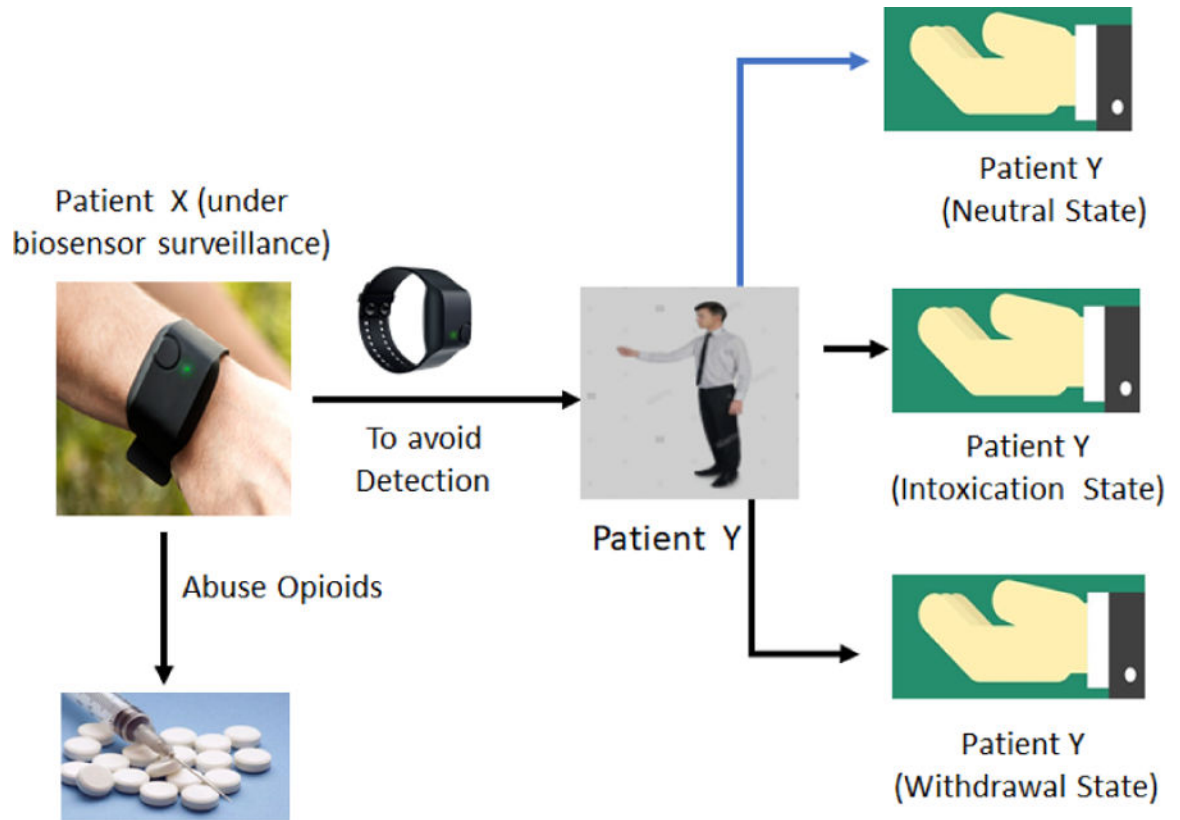 Patient X (under
biosensor surveillance)
To avoid
Detection
Abuse Opioids
Patient Y
Patient Y
(Neutral State)
Patient Y
(Intoxication State)
Patient Y
(Withdrawal State)